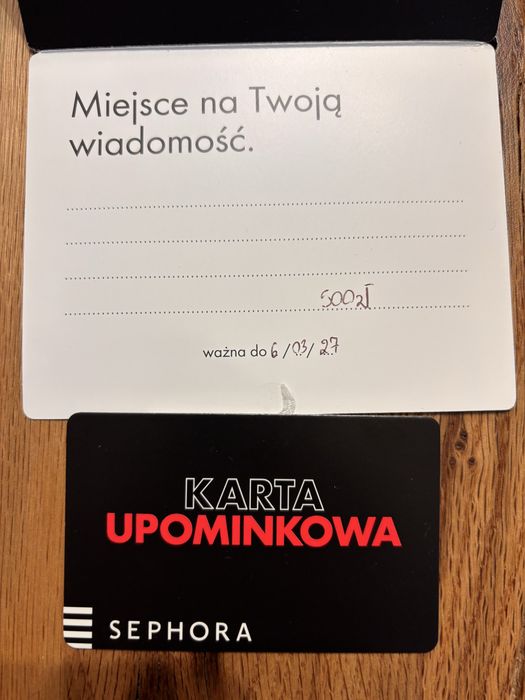 Miejsce na Twoją
wiadomość.
500zł
ważna do 6/03/27
KARTA
UPOMINKOWA
SEPHORA